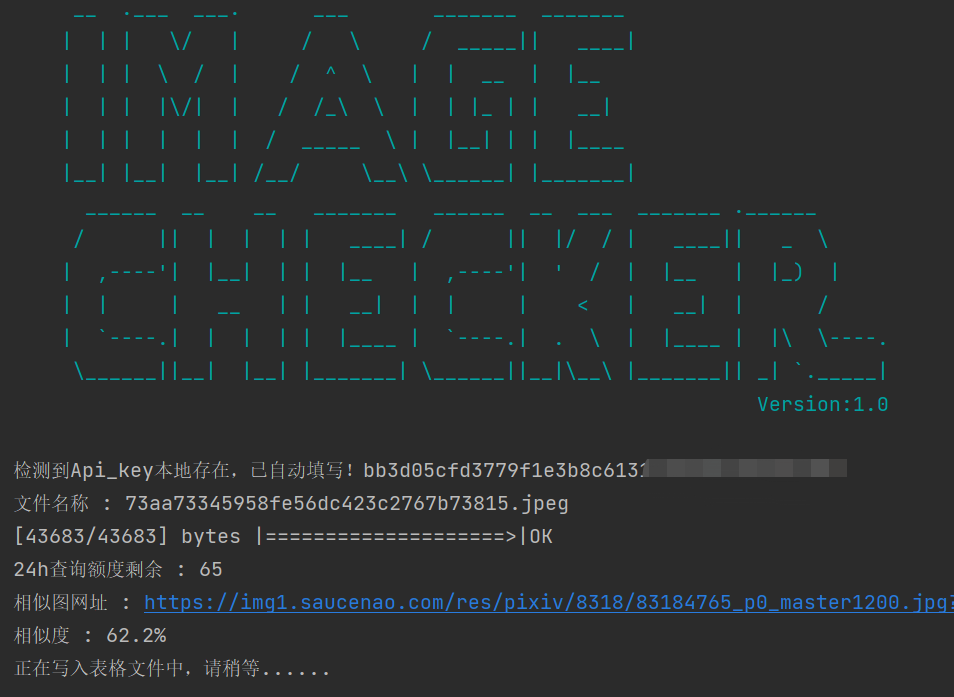 IMAGE
CHECKER
Version:1.0
检测到Api_key本地存在，已自动填写！bb3d05cfd3779f1e3b8c6131
文件名称 : 73aa73345958fe56dc423c2767b73815.jpeg
[43683/43683] bytes |====================>|OK
24h查询额度剩余 : 65
相似图网址 : https://img1.saucenao.com/res/pixiv/8318/83184765_p0_master1200.jpg?
相似度 : 62.2%
正在写入表格文件中，请稍等......